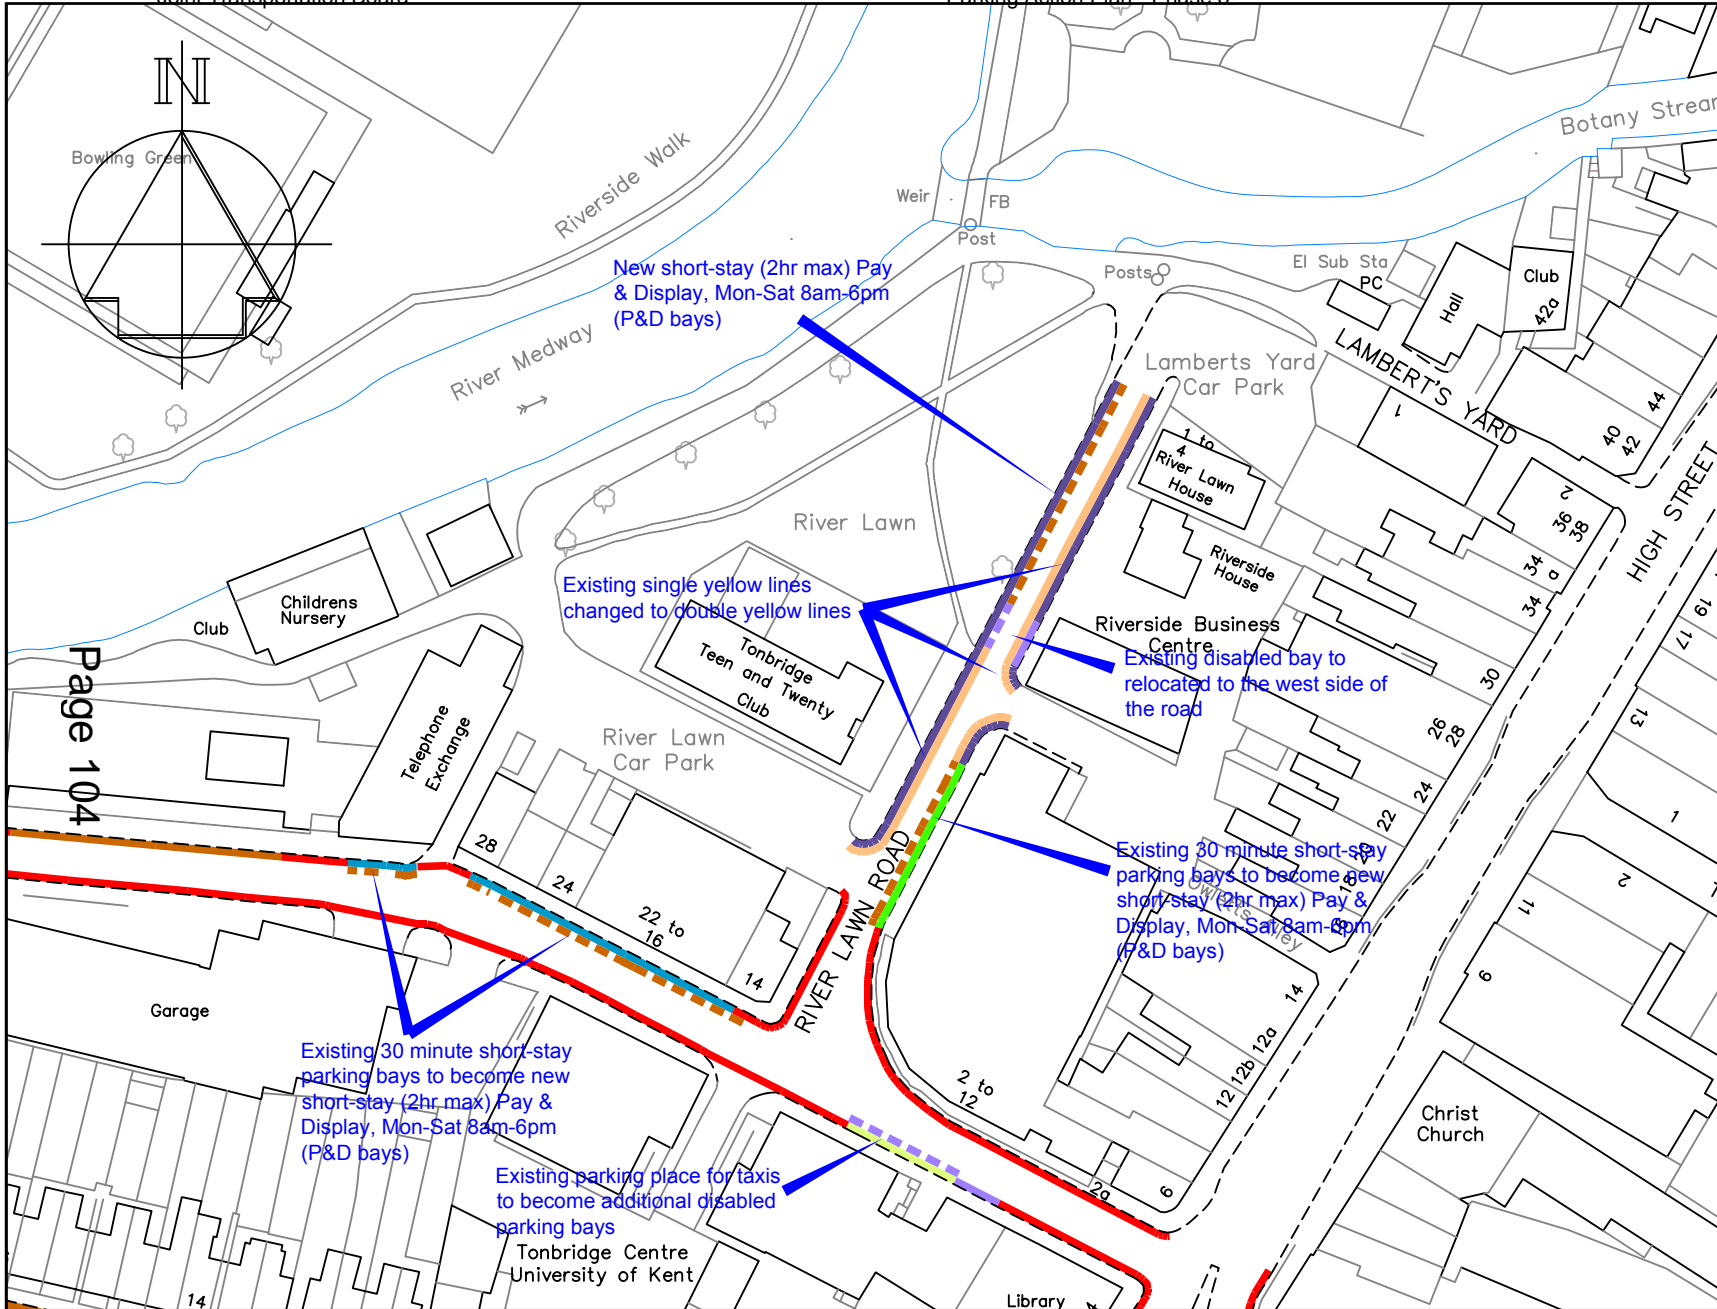 N
Bowling Green
Riverside Walk
Botany Stream
Weir
FB
Post
Posts
El Sub Sta
PC
Hall
Club
42a
New short-stay (2hr max) Pay
& Display, Mon-Sat 8am-6pm
(P&D bays)
River Medway
Lamberts Yard
Car Park
LAMBERT'S YARD
1
44
40
42
HIGH STREET
1 to
4
River Lawn
House
2
36
38
River Lawn
Riverside
House
34 a
34
19
17
Existing single yellow lines
changed to double yellow lines
Childrens
Nursery
Club
Tonbridge
Teen and Twenty
Club
Riverside Business
Centre
Existing disabled bay to
relocated to the west side of
the road
30
26
28
13
Page 104
Telephone
Exchange
River Lawn
Car Park
24
22
1
28
24
22 to
16
14
RIVER LAWN ROAD
Existing 30 minute short-stay
parking bays to become new
short-stay (2hr max) Pay &
Display, Mon-Sat 8am-6pm
(P&D bays)
20
18
2
11
9
14
12a
12b
12
Garage
Existing 30 minute short-stay
parking bays to become new
short-stay (2hr max) Pay &
Display, Mon-Sat 8am-6pm
(P&D bays)
2 to
12
Christ
Church
Existing parking place for taxis
to become additional disabled
parking bays
2a
6
Tonbridge Centre
University of Kent
14
Library